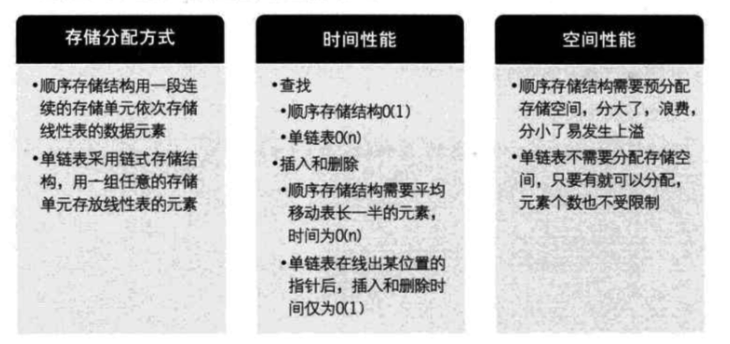 存储分配方式
•顺序存储结构用一段连
续的存储单元依次存储
线性表的数据元素
•单链表采用链式存储结
构，用一组任意的存储
单元存放线性表的元素
时间性能
•查找
•顺序存储结构O(1)
•单链表O(n)
•插入和删除
•顺序存储结构需要平均
移动表长一半的元素，
时间为O(n)
•单链表在线出某位置的
指针后，插入和删除时
间仅为O(1)
空间性能
•顺序存储结构需要预分配
存储空间，分大了，浪费，
分小了易发生上溢
•单链表不需要分配存储空
间，只要有就可以分配，
元素个数也不受限制